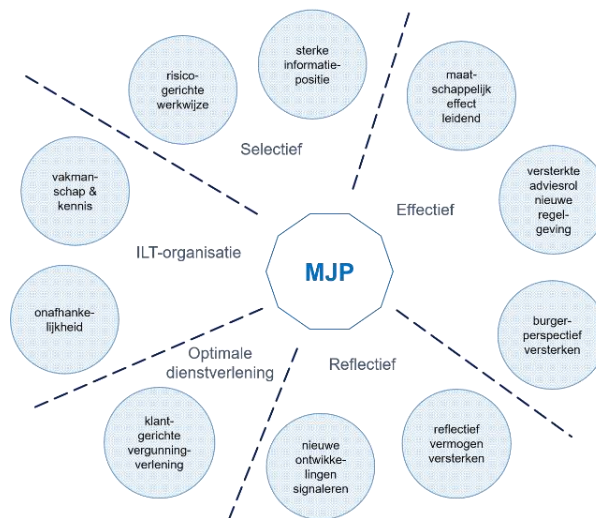 sterke
informatie-
positie
risico-
gerichte
werkwijze
Selectief
maat-
schappelijk
effect
leidend
versterkte
adviesrol
nieuwe
regel-
geving
Effectief
burger-
perspectief
versterken
vakman-
schap &
kennis
ILT-organisatie
onafhanke-
lijkheid
MJP
Optimale
dienstverlening
klant-
gerichte
vergunning-
verlening
Reflectief
nieuwe
ontwikke-
lingen
signaleren
reflectief
vermogen
versterken